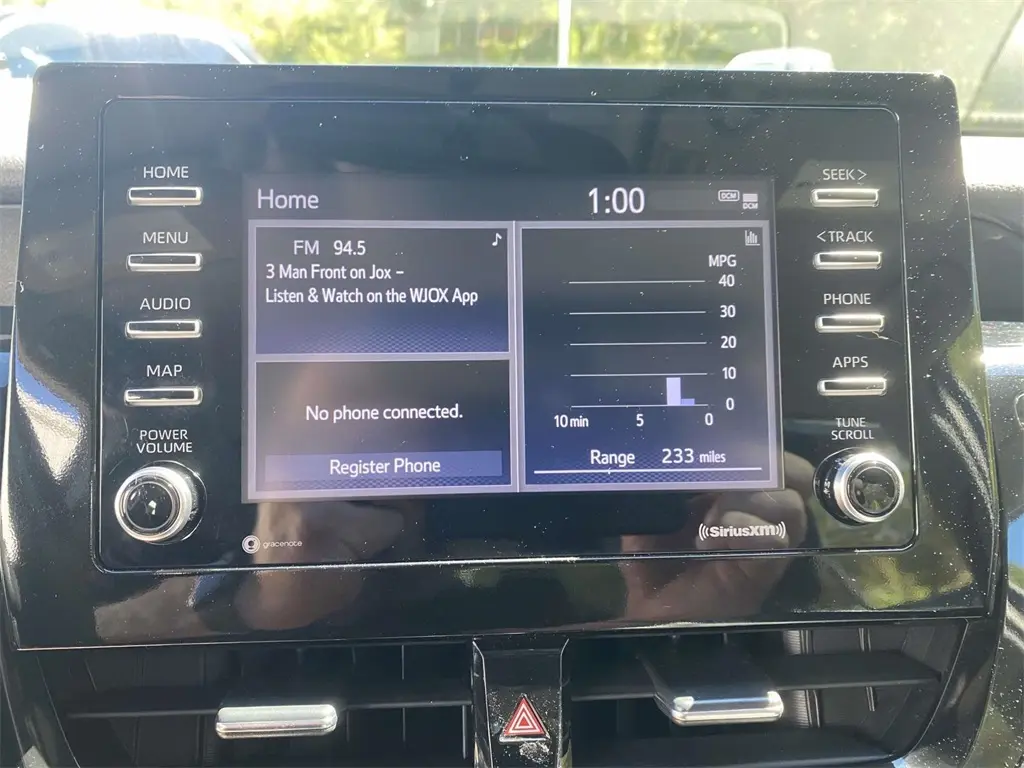 HOME
MENU
AUDIO
MAP
POWER
VOLUME
Home
1:00
DCM
DCM
FM 94.5
3 Man Front on Jox –
Listen & Watch on the WJOX App
No phone connected.
Register Phone
MPG
40
30
20
10
0
10 min 5 0
Range 233 miles
SEEK >
< TRACK
PHONE
APPS
TUNE
SCROLL
gracenote
((SiriusXM))